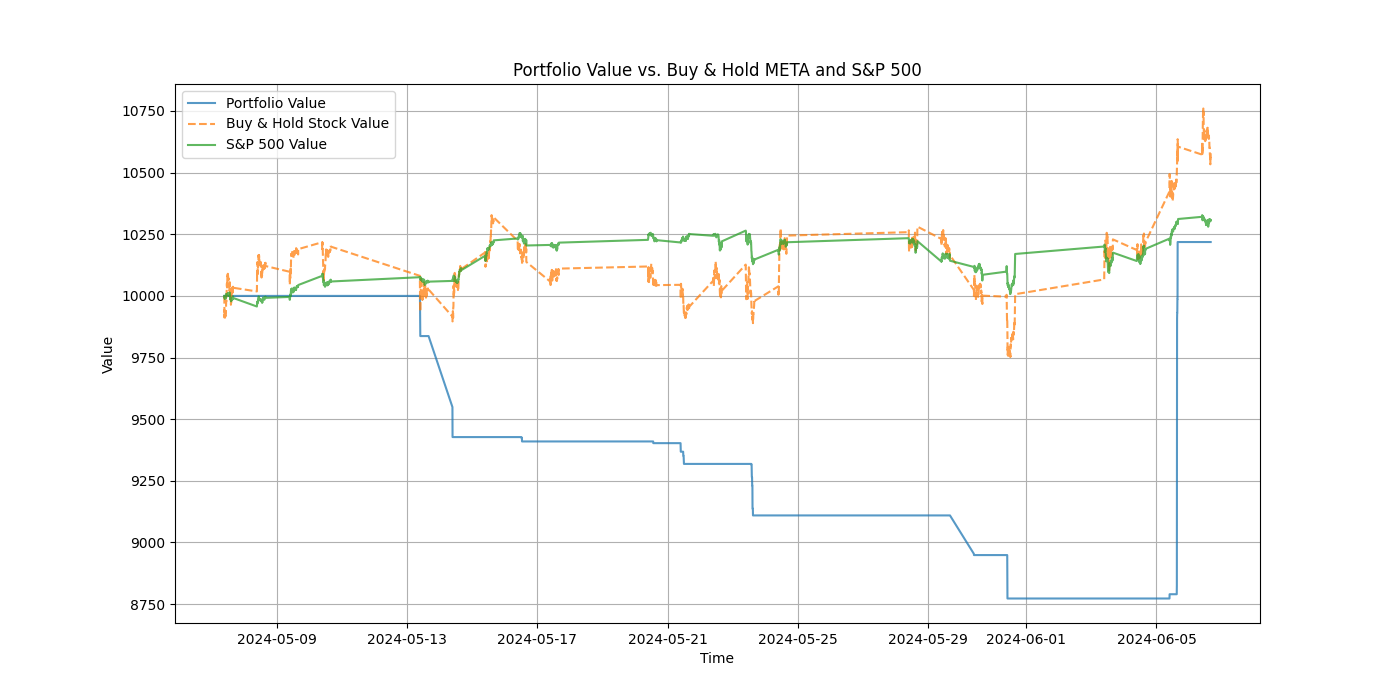 Portfolio Value vs. Buy & Hold META and S&P 500
Portfolio Value
Buy & Hold Stock Value
S&P 500 Value
10750
10500
10250
10000
9750
9500
9250
9000
8750
Value
2024-05-09
2024-05-13
2024-05-17
2024-05-21
2024-05-25
2024-05-29
2024-06-01
2024-06-05
Time